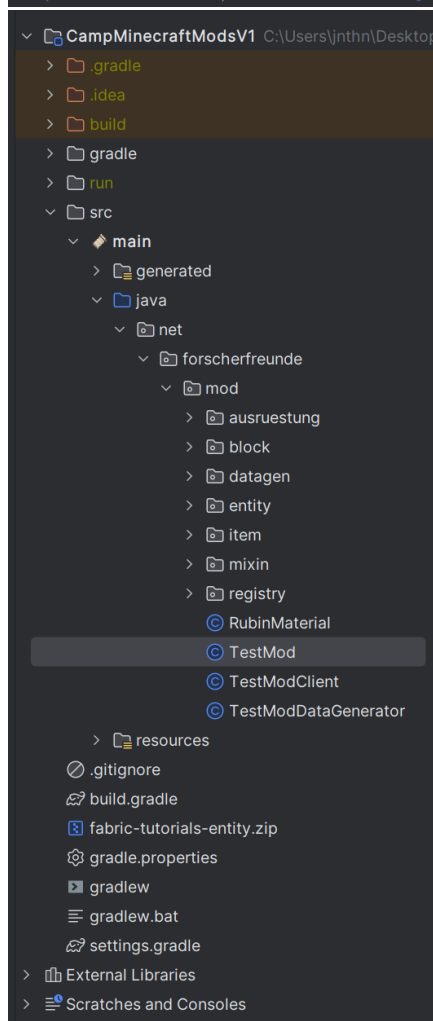 CampMinecraftModsV1 C:\Users\jnthn\Desktop
.gradle
.idea
build
gradle
run
src
main
generated
java
net
forscherfreunde
mod
ausruestung
block
datagen
entity
item
mixin
registry
RubinMaterial
TestMod
TestModClient
TestModDataGenerator
resources
.gitignore
build.gradle
fabric-tutorials-entity.zip
gradle.properties
gradlew
gradlew.bat
settings.gradle
External Libraries
Scratches and Consoles